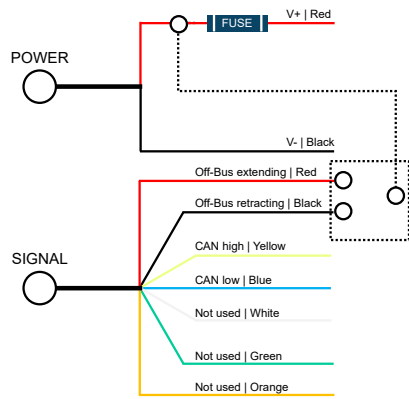 V+ | Red
FUSE
POWER
V- | Black
Off-Bus extending | Red
Off-Bus retracting | Black
CAN high | Yellow
SIGNAL
CAN low | Blue
Not used | White
Not used | Green
Not used | Orange